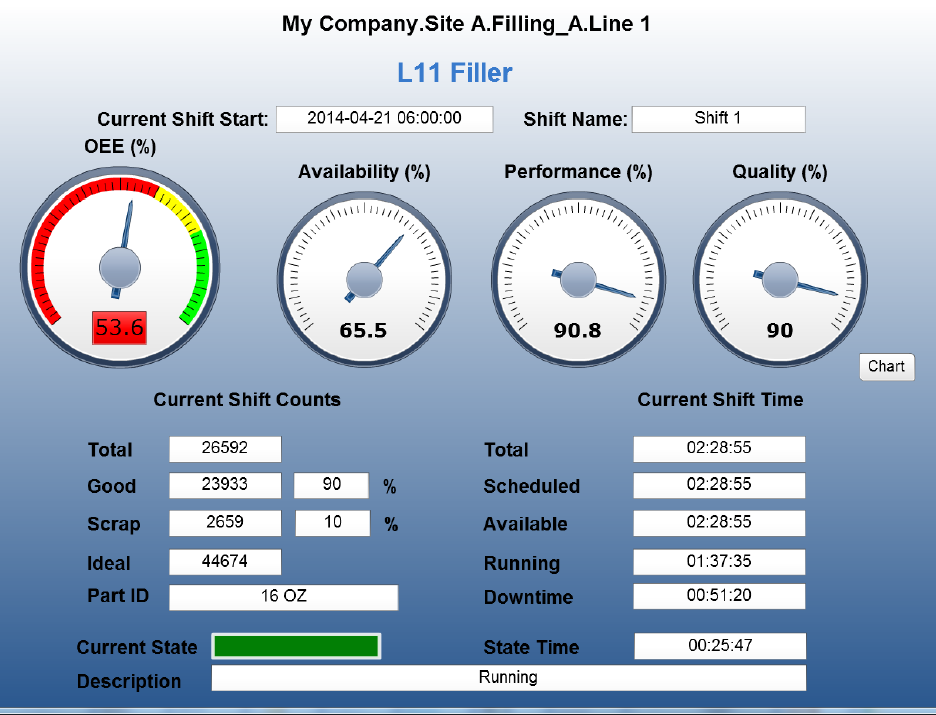 My Company.Site A.Filling_A.Line 1
L11 Filler
Current Shift Start: 2014-04-21 06:00:00 Shift Name: Shift 1
OEE (%)
Availability (%) Performance (%) Quality (%)
53.6 65.5 90.8 90
Chart
Current Shift Counts Current Shift Time
Total 26592 Total 02:28:55
Good 23933 90 % Scheduled 02:28:55
Scrap 2659 10 % Available 02:28:55
Ideal 44674 Running 01:37:35
Part ID 16 OZ Downtime 00:51:20
Current State State Time 00:25:47
Description Running